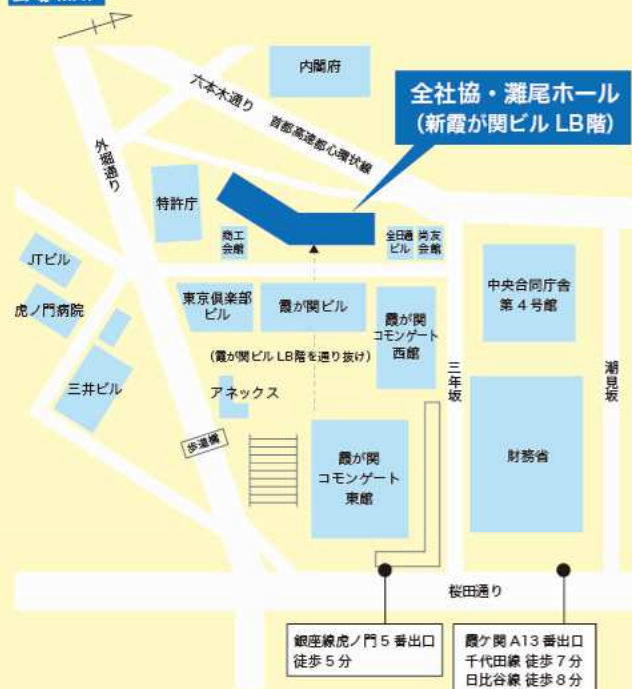 内閣府
六本木通り
首都高速都心環状線
全社協・灘尾ホール
（新霞が関ビル LB階）
外堀通り
特許庁
商工
会館
全日通
ビル
尚友
会館
JTビル
虎ノ門病院
三井ビル
東京倶楽部
ビル
霞が関ビル
霞が関
コモンゲート
西館
（霞が関ビル LB階を通り抜け）
アネックス
歩道橋
霞が関
コモンゲート
東館
中央合同庁舎
第４号館
三年坂
潮見坂
財務省
桜田通り
銀座線虎ノ門５番出口
徒歩５分
霞ケ関 A13 番出口
千代田線 徒歩７分
日比谷線 徒歩８分